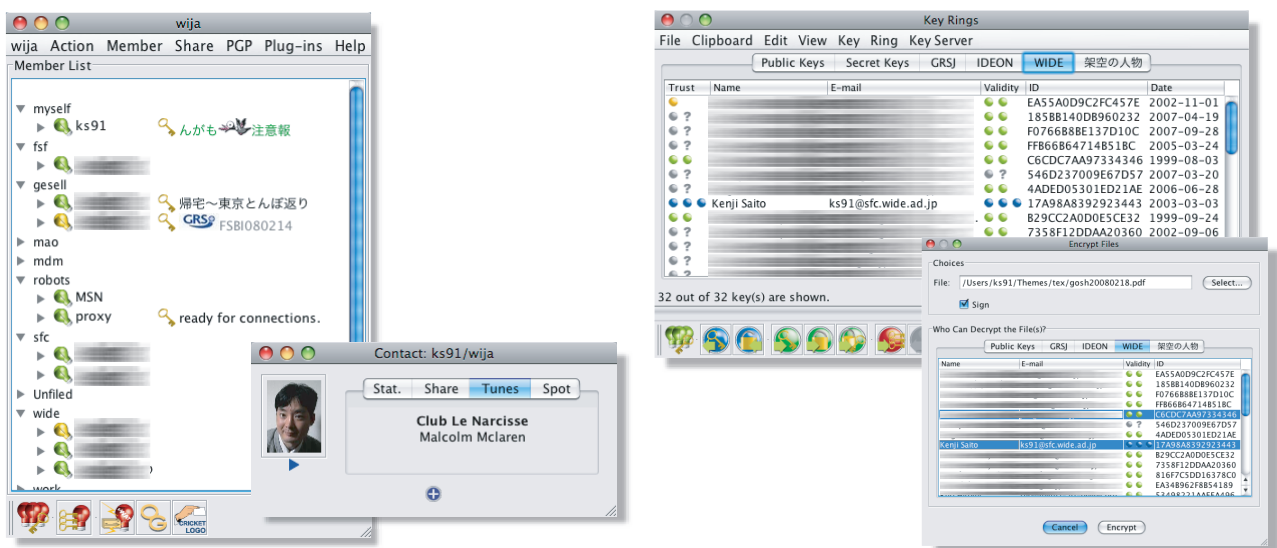 wija
wija Action Member Share PGP Plug-ins Help
Member List
myself
ks91 んがも 注意報
fsf
gesell
帰宅〜東京とんぼ返り
GRSJ FSBI080214
mao
mdm
robots
MSN
proxy ready for connections.
sfc
Unfiled
wide
work
CRICKET
LOGO
Contact: ks91/wija
Stat. Share Tunes Spot
Club Le Narcisse
Malcolm Mclaren
Key Rings
File Clipboard Edit View Key Ring Key Server
Public Keys Secret Keys GRSJ IDEON WIDE 架空の人物
Trust Name E-mail Validity ID Date
EA55A0D9C2FC457E 2002-11-01
? 185BB140DB960232 2007-04-19
? F0766B8BE137D10C 2007-09-28
? FFB66B64714B51BC 2005-03-24
C6CDC7AA97334346 1999-08-03
? ? 546D237009E67D57 2007-03-20
? 4ADED05301ED21AE 2006-06-28
Kenji Saito ks91@sfc.wide.ad.jp 17A98A8392923443 2003-03-03
B29CC2A0D0E5CE32 1999-09-24
? 7358F12DDAA20360 2002-09-06
?
?
?
32 out of 32 key(s) are shown.
Encrypt Files
Choices
File: /Users/ks91/Themes/tex/gosh20080218.pdf Select...
Sign
Who Can Decrypt the File(s)?
Public Keys GRSJ IDEON WIDE 架空の人物
Name E-mail Validity ID
EA55A0D9C2FC457E
185BB140DB960232
F0766B8BE137D10C
FFB66B64714B51BC
C6CDC7AA97334346
? 546D237009E67D57
4ADED05301ED21AE
Kenji Saito ks91@sfc.wide.ad.jp 17A98A8392923443
B29CC2A0D0E5CE32
7358F12DDAA20360
816F7C5DD16378C0
EA34B962F8B54189
Cancel Encrypt